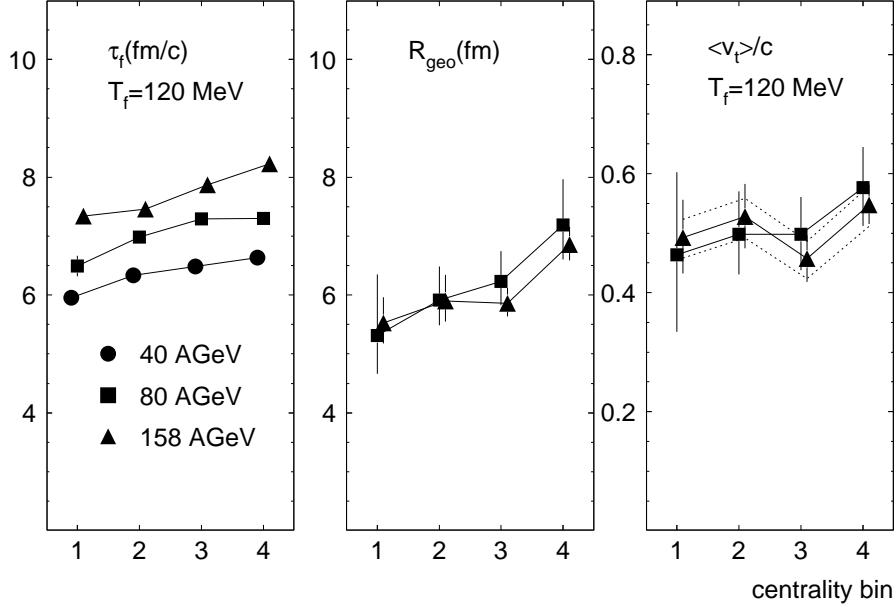 τf(fm/c)
Tf=120 MeV
10
8
6
4
40 AGeV
80 AGeV
158 AGeV
1 2 3 4
Rgeo(fm)
10
8
6
4
1 2 3 4
<vt>/c
Tf=120 MeV
0.8
0.6
0.4
0.2
1 2 3 4
centrality bin